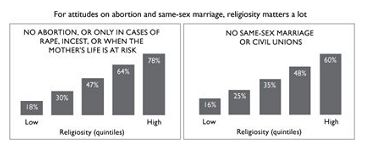 For attitudes on abortion and same-sex marriage, religiosity matters a lot
NO ABORTION, OR ONLY IN CASES OF
RAPE, INCEST, OR WHEN THE
MOTHER'S LIFE IS AT RISK
18%
30%
47%
64%
78%
Low
High
Religiosity (quintiles)
NO SAME-SEX MARRIAGE
OR CIVIL UNIONS
16%
25%
35%
48%
60%
Low
High
Religiosity (quintiles)